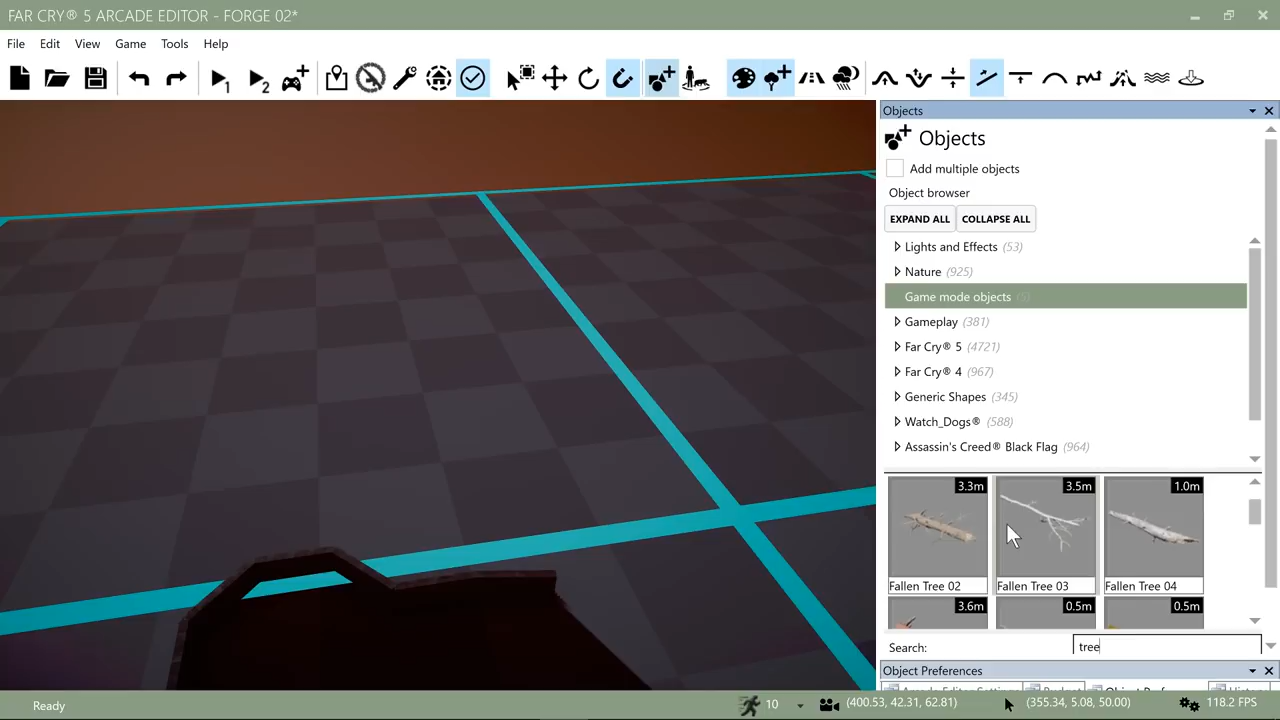 FAR CRY® 5 ARCADE EDITOR - FORGE 02*
File Edit View Game Tools Help
1 2
Objects
Objects
Add multiple objects
Object browser
EXPAND ALL COLLAPSE ALL
Lights and Effects (53)
Nature (925)
Game mode objects (5)
Gameplay (381)
Far Cry® 5 (4721)
Far Cry® 4 (967)
Generic Shapes (345)
Watch_Dogs® (588)
Assassin's Creed® Black Flag (964)
3.3m 3.5m 1.0m
Fallen Tree 02 Fallen Tree 03 Fallen Tree 04
3.6m 0.5m 0.5m
Search: tree
Object Preferences
Ready 10 (400.53, 42.31, 62.81) (355.34, 5.08, 50.00) 118.2 FPS